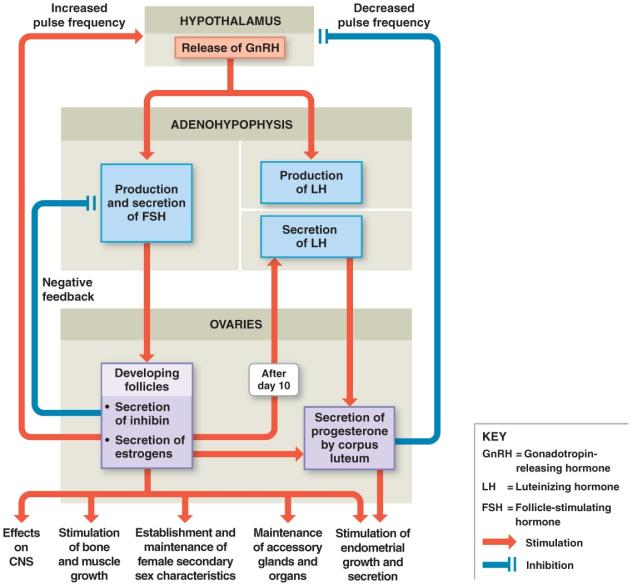 Increased
pulse frequency
HYPOTHALAMUS
Release of GnRH
Decreased
pulse frequency
ADENOHYPOPHYSIS
Production
and secretion
of FSH
Production
of LH
Secretion
of LH
Negative
feedback
OVARIES
Developing
follicles
• Secretion
of inhibin
• Secretion of
estrogens
After
day 10
Secretion of
progesterone
by corpus
luteum
Effects
on
CNS
Stimulation
of bone
and muscle
growth
Establishment and
maintenance of
female secondary
sex characteristics
Maintenance
of accessory
glands and
organs
Stimulation of
endometrial
growth and
secretion
KEY
GnRH = Gonadotropin-
releasing hormone
LH = Luteinizing hormone
FSH = Follicle-stimulating
hormone
Stimulation
Inhibition